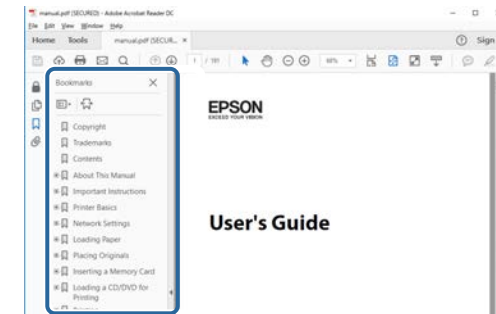 manual.pdf (SECURED) - Adobe Acrobat Reader DC
File Edit View Window Help
Home Tools manual.pdf (SECUR... × Sign
1 / 191
Bookmarks
Copyright
Trademarks
Contents
About This Manual
Important Instructions
Printer Basics
Network Settings
Loading Paper
Placing Originals
Inserting a Memory Card
Loading a CD/DVD for
Printing
EPSON
EXCEED YOUR VISION
User's Guide